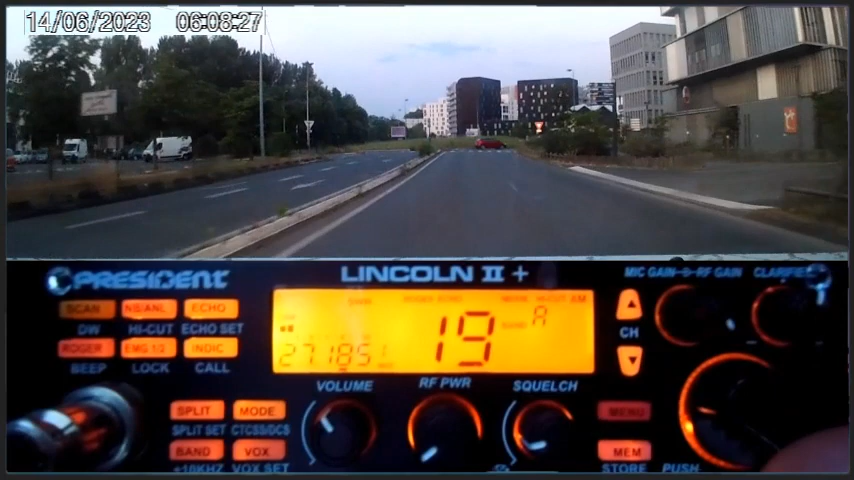 14/06/2023 06:08:27
PRESIDENT LINCOLN II +
MIC GAIN RF GAIN CLARIFIER
SCAN NB/ANL ECHO
DW HI-CUT ECHO SET
ROGER EMG 1/2 INDIC
BEEP LOCK CALL
HI-CUT AM
A
19
27.185
CH
VOLUME RF PWR SQUELCH
SPLIT MODE
SPLIT SET CTCSS/DCS
BAND VOX
+10KHZ VOX SET
MENU
MEM
STORE PUSH